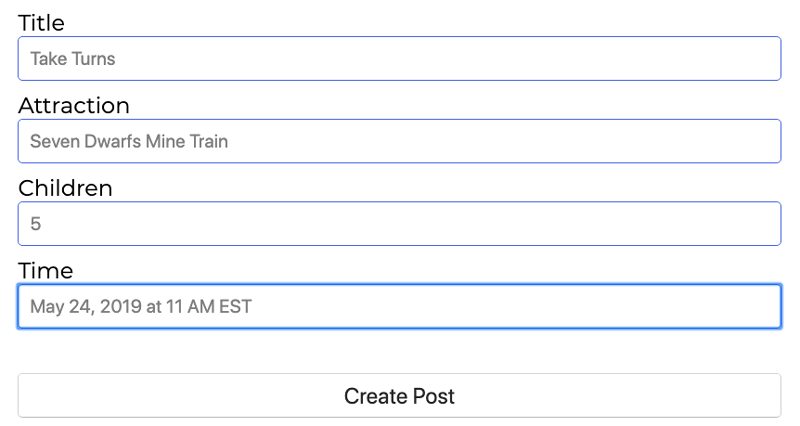 Title
Take Turns
Attraction
Seven Dwarfs Mine Train
Children
5
Time
May 24, 2019 at 11 AM EST
Create Post